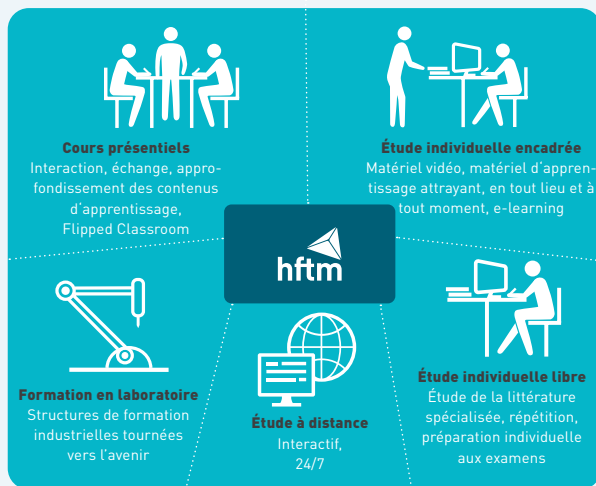 Cours présentiels
Interaction, échange, appro-
fondissement des contenus
d'apprentissage,
Flipped Classroom
Étude individuelle encadrée
Matériel vidéo, matériel d'appren-
tissage attrayant, en tout lieu et à
tout moment, e-learning
hftm
Formation en laboratoire
Structures de formation
industrielles tournées
vers l'avenir
Étude à distance
Interactif,
24/7
Étude individuelle libre
Étude de la littérature
spécialisée, répétition,
préparation individuelle
aux examens